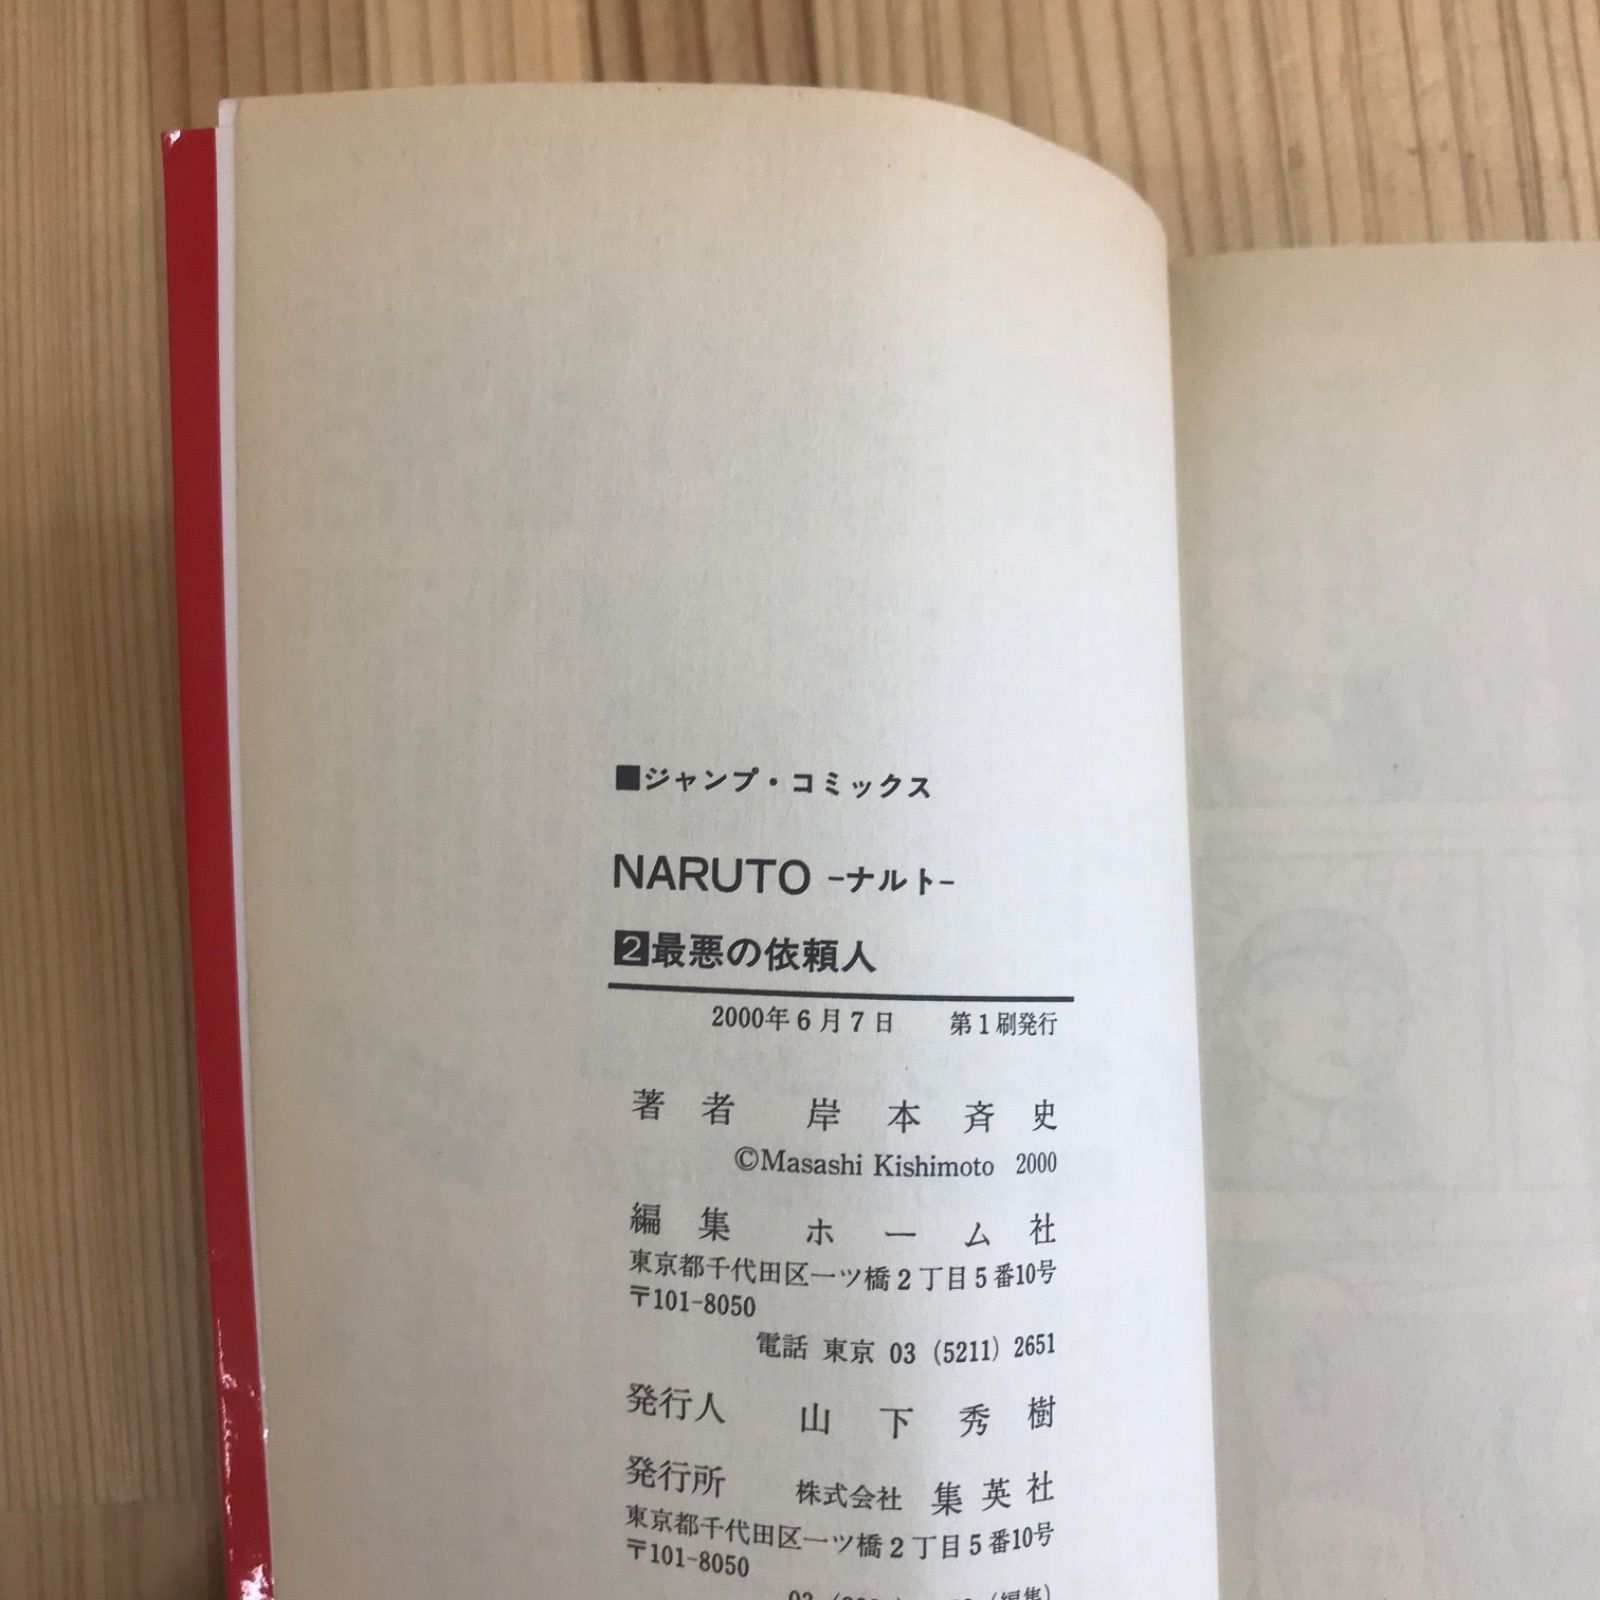 ■ジャンプ・コミックス
NARUTO -ナルト-
2最悪の依頼人
2000年6月7日 第1刷発行
著者 岸本斉史
©Masashi Kishimoto 2000
編集 ホーム社
東京都千代田区一ツ橋2丁目5番10号
〒101-8050
電話 東京 03 (5211) 2651
発行人 山下秀樹
発行所 株式会社 集英社
東京都千代田区一ツ橋2丁目5番10号
〒101-8050
03 (編集)